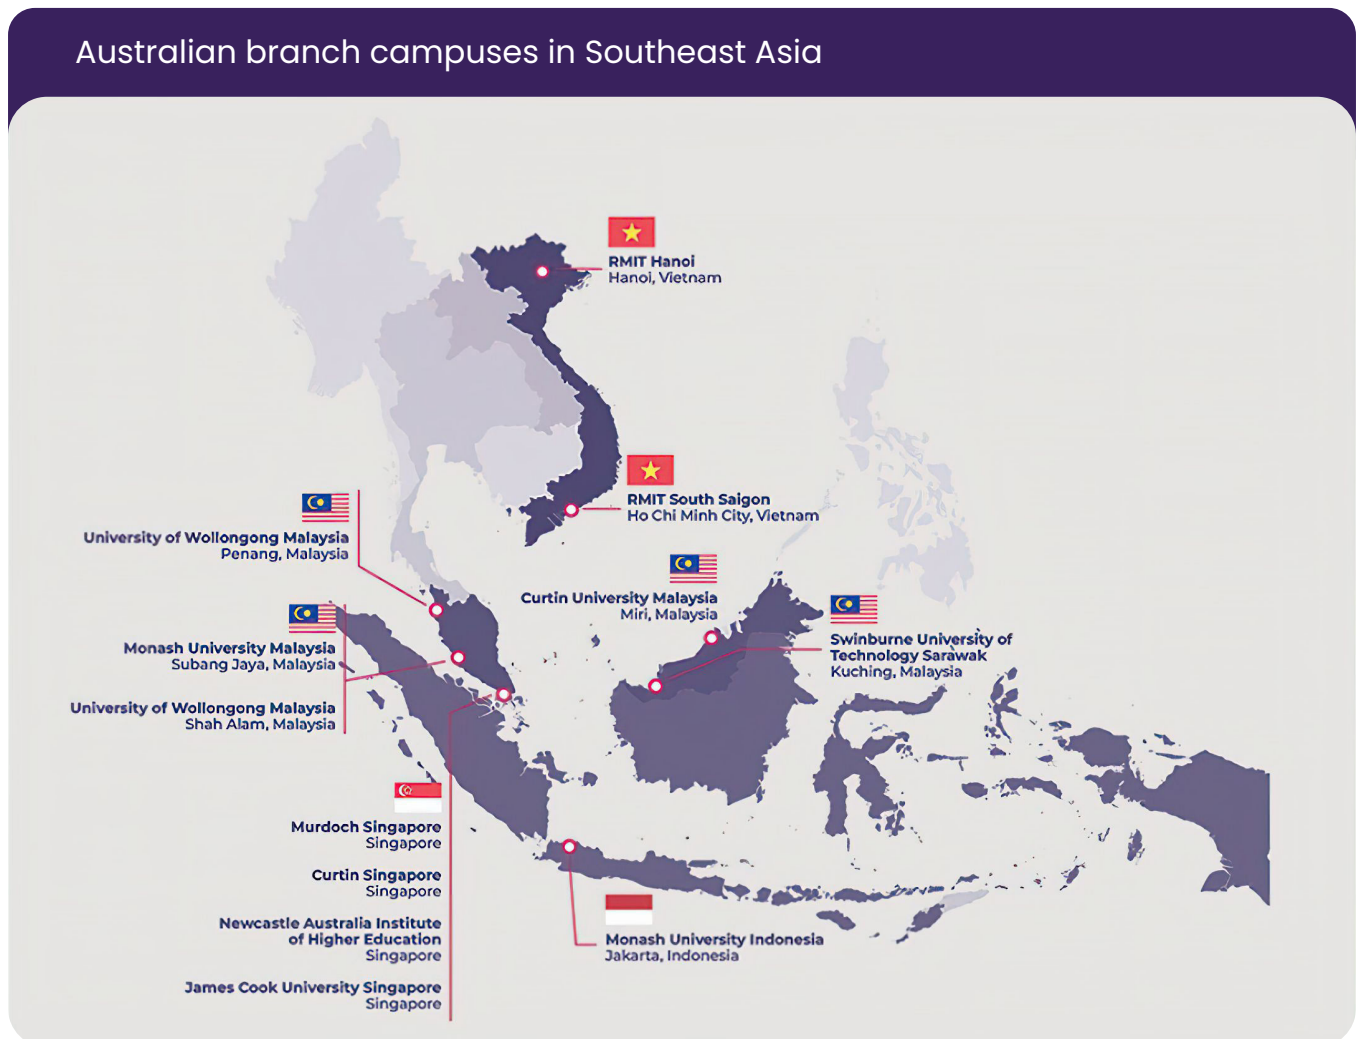 Australian branch campuses in Southeast Asia
RMIT Hanoi
Hanoi, Vietnam
RMIT South Saigon
Ho Chi Minh City, Vietnam
University of Wollongong Malaysia
Penang, Malaysia
Curtin University Malaysia
Miri, Malaysia
Swinburne University of
Technology Sarawak
Kuching, Malaysia
Monash University Malaysia
Subang Jaya, Malaysia
University of Wollongong Malaysia
Shah Alam, Malaysia
Murdoch Singapore
Singapore
Curtin Singapore
Singapore
Newcastle Australia Institute
of Higher Education
Singapore
James Cook University Singapore
Singapore
Monash University Indonesia
Jakarta, Indonesia